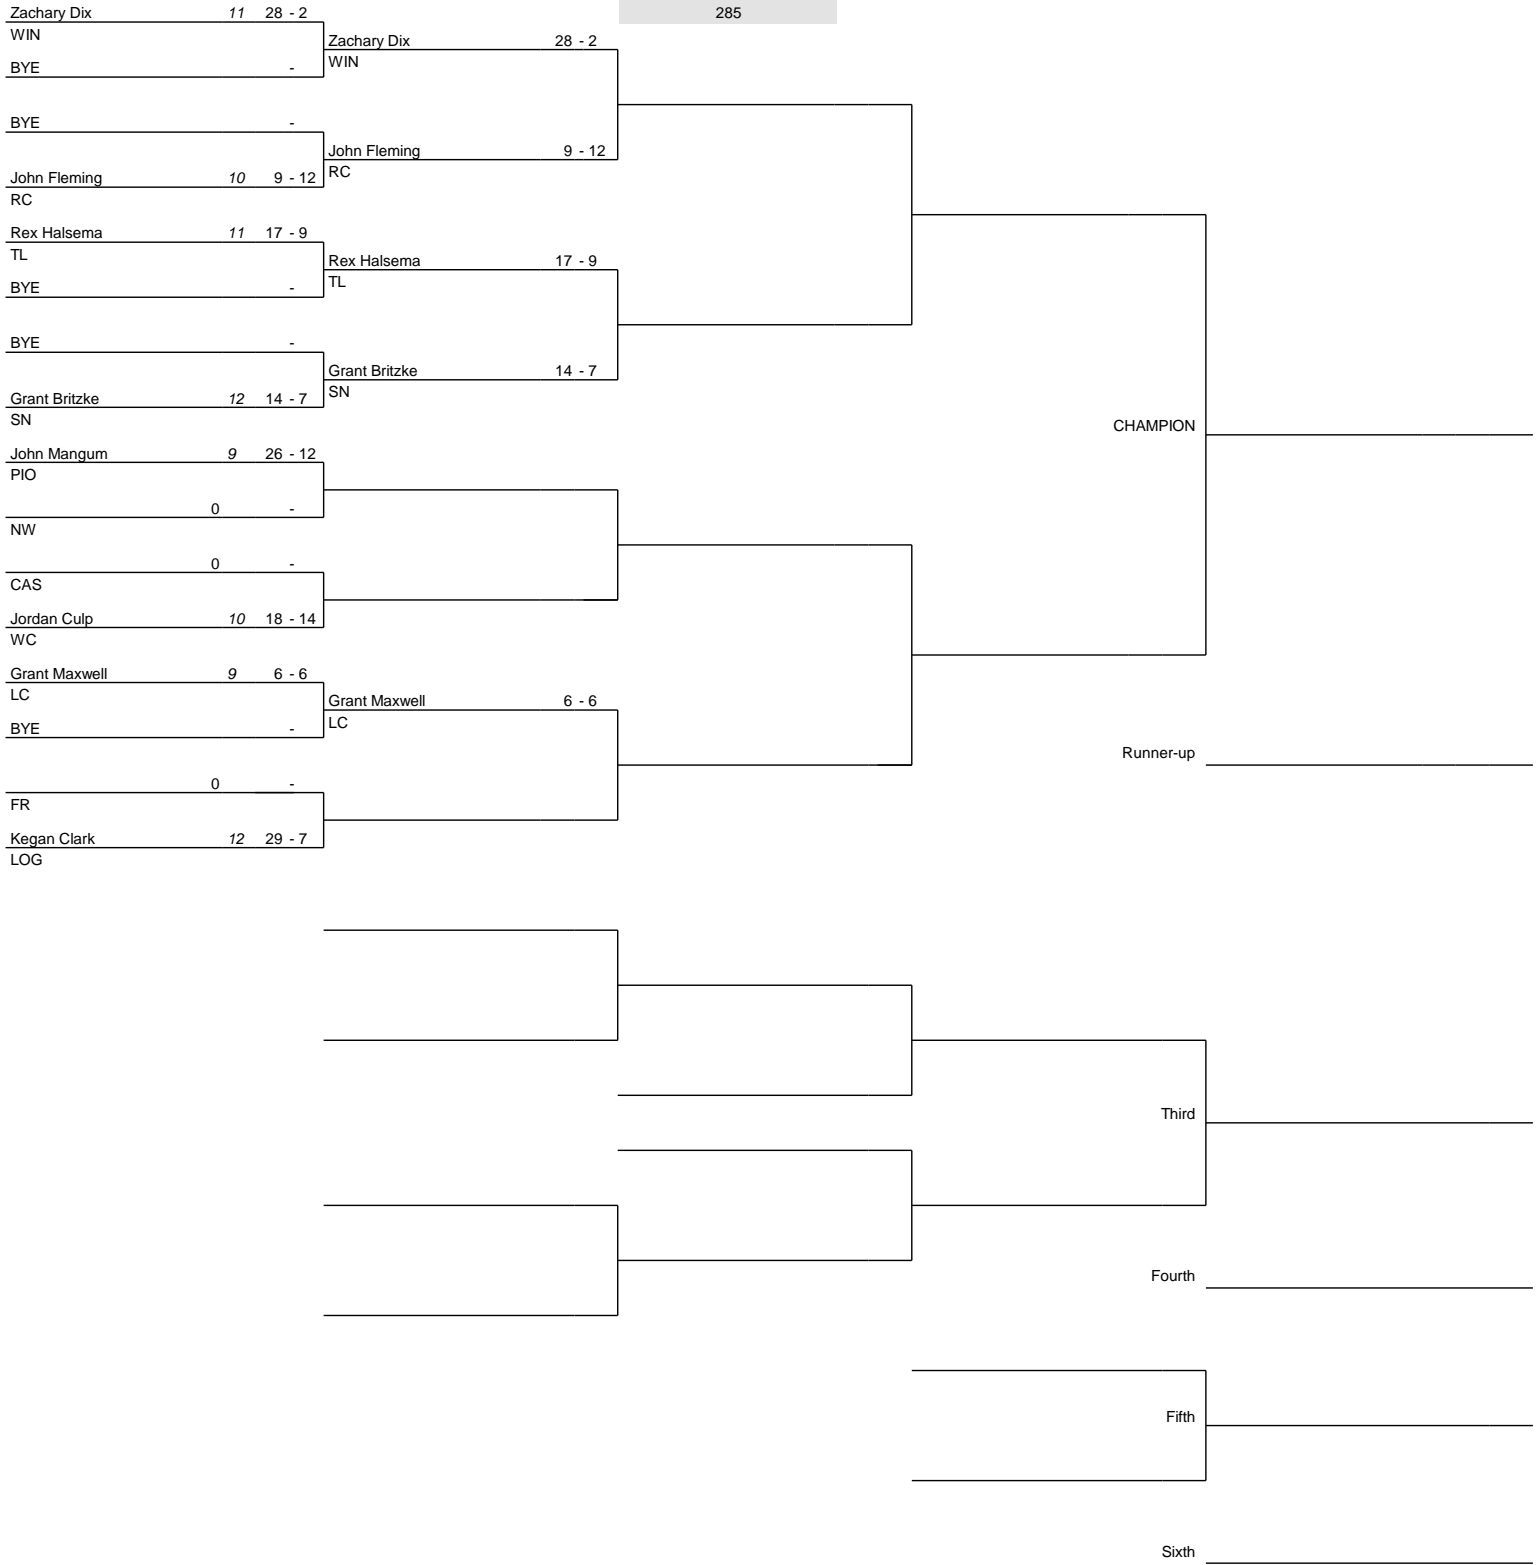 Zachary Dix 11 28 - 2
285
WIN
Zachary Dix 28 - 2
WIN
BYE -
BYE -
John Fleming 9 - 12
RC
John Fleming 10 9 - 12
RC
Rex Halsema 11 17 - 9
TL
Rex Halsema 17 - 9
TL
BYE -
BYE -
Grant Britzke 14 - 7
SN
Grant Britzke 12 14 - 7
SN
CHAMPION
John Mangum 9 26 - 12
PIO
0 -
NW
0 -
CAS
Jordan Culp 10 18 - 14
WC
Grant Maxwell 9 6 - 6
LC
Grant Maxwell 6 - 6
LC
BYE -
Runner-up
0 -
FR
Kegan Clark 12 29 - 7
LOG
Third
Fourth
Fifth
Sixth